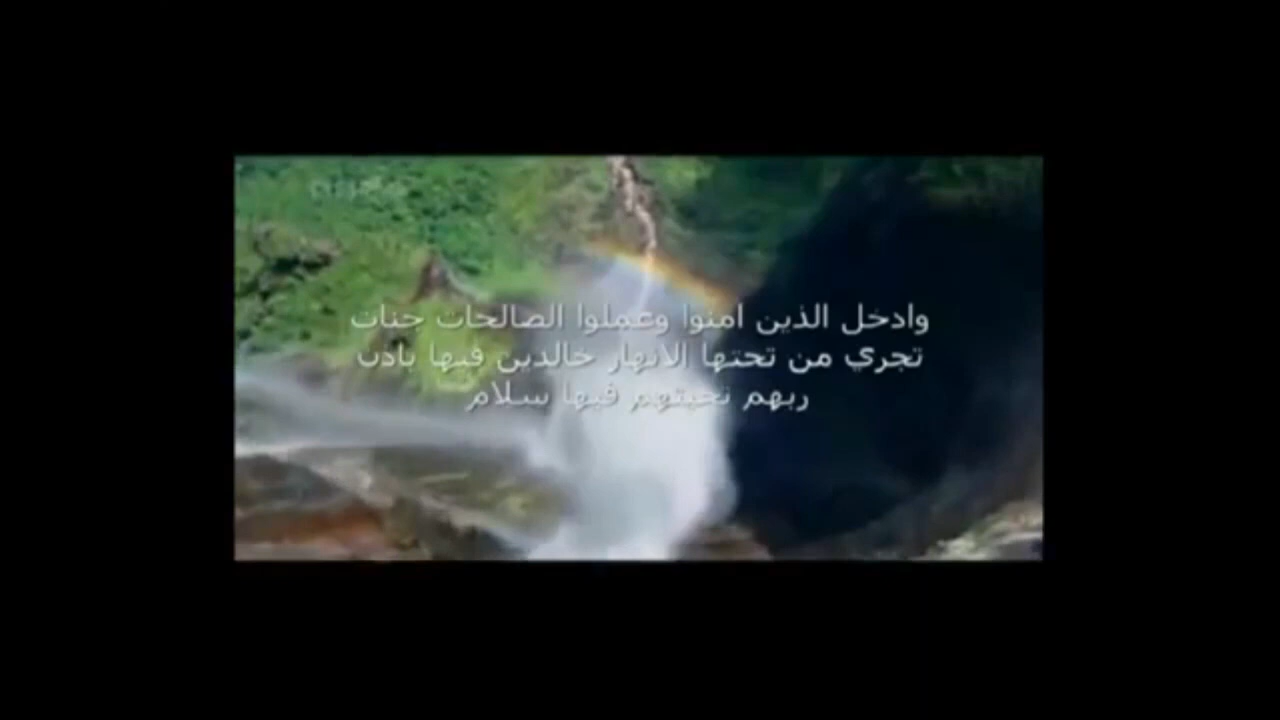 وادخل الذين امنوا وعملوا الصالحات جنات
تجري من تحتها الانهار خالدين فيها باذن
ربهم تحيتهم فيها سلام